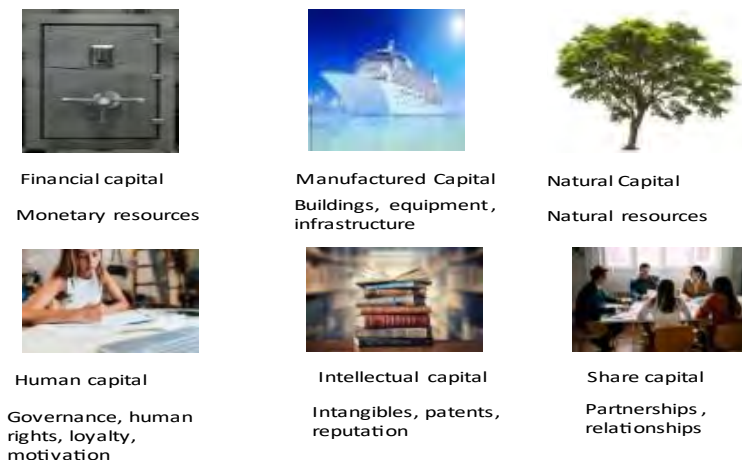 Financial capital
Monetary resources
Manufactured Capital
Buildings, equipment,
infrastructure
Natural Capital
Natural resources
Human capital
Governance, human
rights, loyalty,
motivation
Intellectual capital
Intangibles, patents,
reputation
Share capital
Partnerships,
relationships